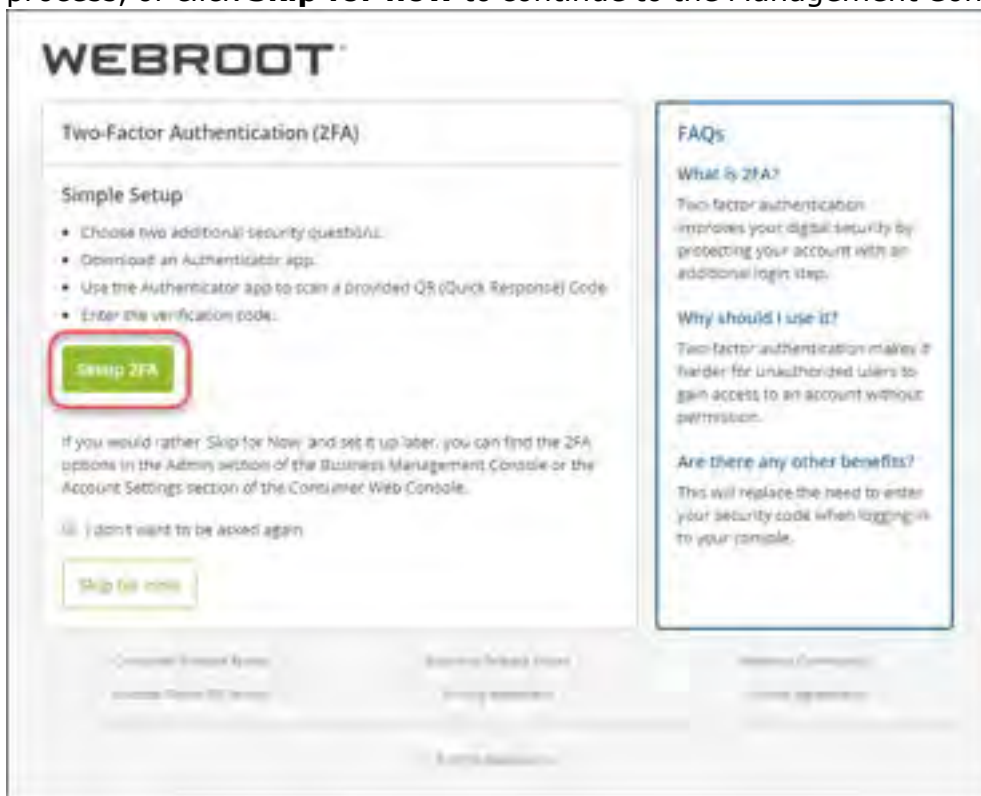 process, or click Skip for now to continue to the Management Con
WEBROOT
Two-Factor Authentication (2FA)
Simple Setup
• Choose two additional security questions.
• Download an Authenticator app.
• Use the Authenticator app to scan a provided QR (Quick Response) Code
• Enter the verification code.
Setup 2FA
If you would rather 'Skip for Now' and set it up later, you can find the 2FA
options in the Admin section of the Business Management Console or the
Account Settings section of the Consumer Web Console.
I don't want to be asked again
Skip for now
FAQs
What is 2FA?
Two-factor authentication
improves your digital security by
protecting your account with an
additional login step.
Why should I use it?
Two-factor authentication makes it
harder for unauthorized users to
gain access to an account without
permission.
Are there any other benefits?
This will replace the need to enter
your security code when logging in
to your console.